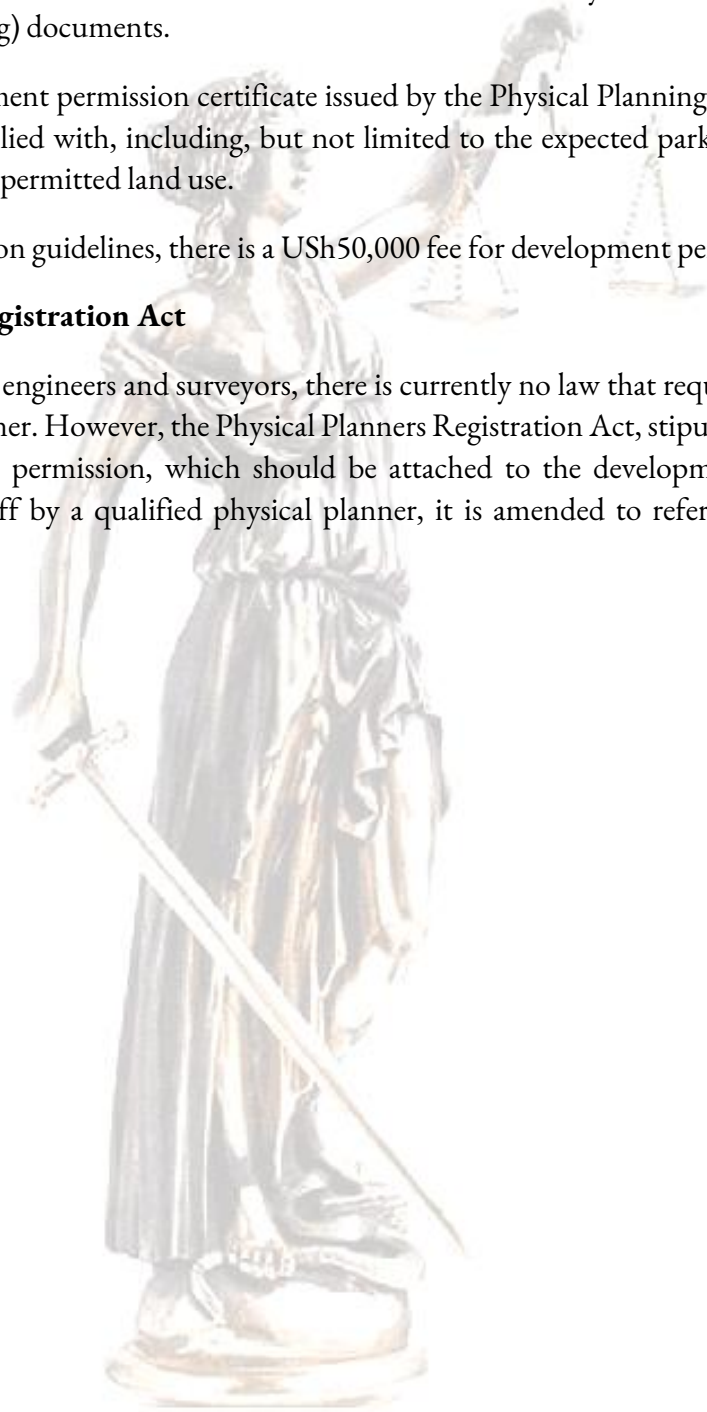 g) documents.
ment permission certificate issued by the Physical Planning
lied with, including, but not limited to the expected park
permitted land use.
on guidelines, there is a USh50,000 fee for development pe
gistration Act
engineers and surveyors, there is currently no law that requ
ner. However, the Physical Planners Registration Act, stipu
permission, which should be attached to the developm
ff by a qualified physical planner, it is amended to refer